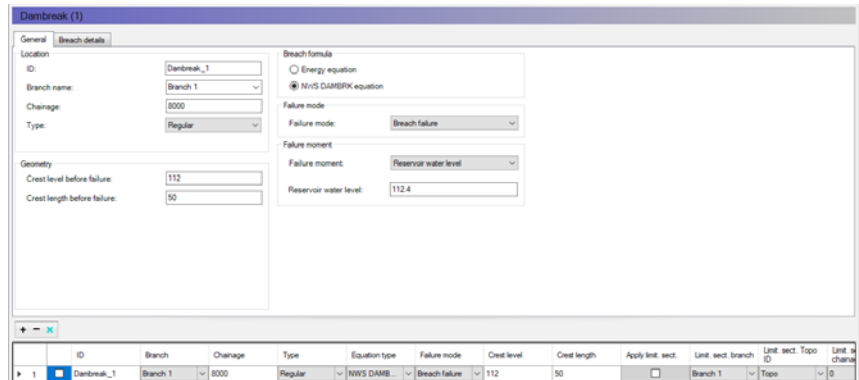 Dambreak (1)
General Breach details
Location
ID: Dambreak_1
Branch name: Branch 1
Chainage: 8000
Type: Regular
Geometry
Crest level before failure: 112
Crest length before failure: 50
Breach formula
Energy equation
NWS DAMBRK equation
Failure mode
Failure mode: Breach failure
Failure moment
Failure moment: Reservoir water level
Reservoir water level: 112.4
ID Branch Chainage Type Equation type Failure mode Crest level Crest length Apply limit. sect. Limit. sect. branch Limit. sect. Topo ID Limit. s chaina
1 Dambreak_1 Branch 1 8000 Regular NWS DAMB... Breach failure 112 50 Branch 1 Topo 0